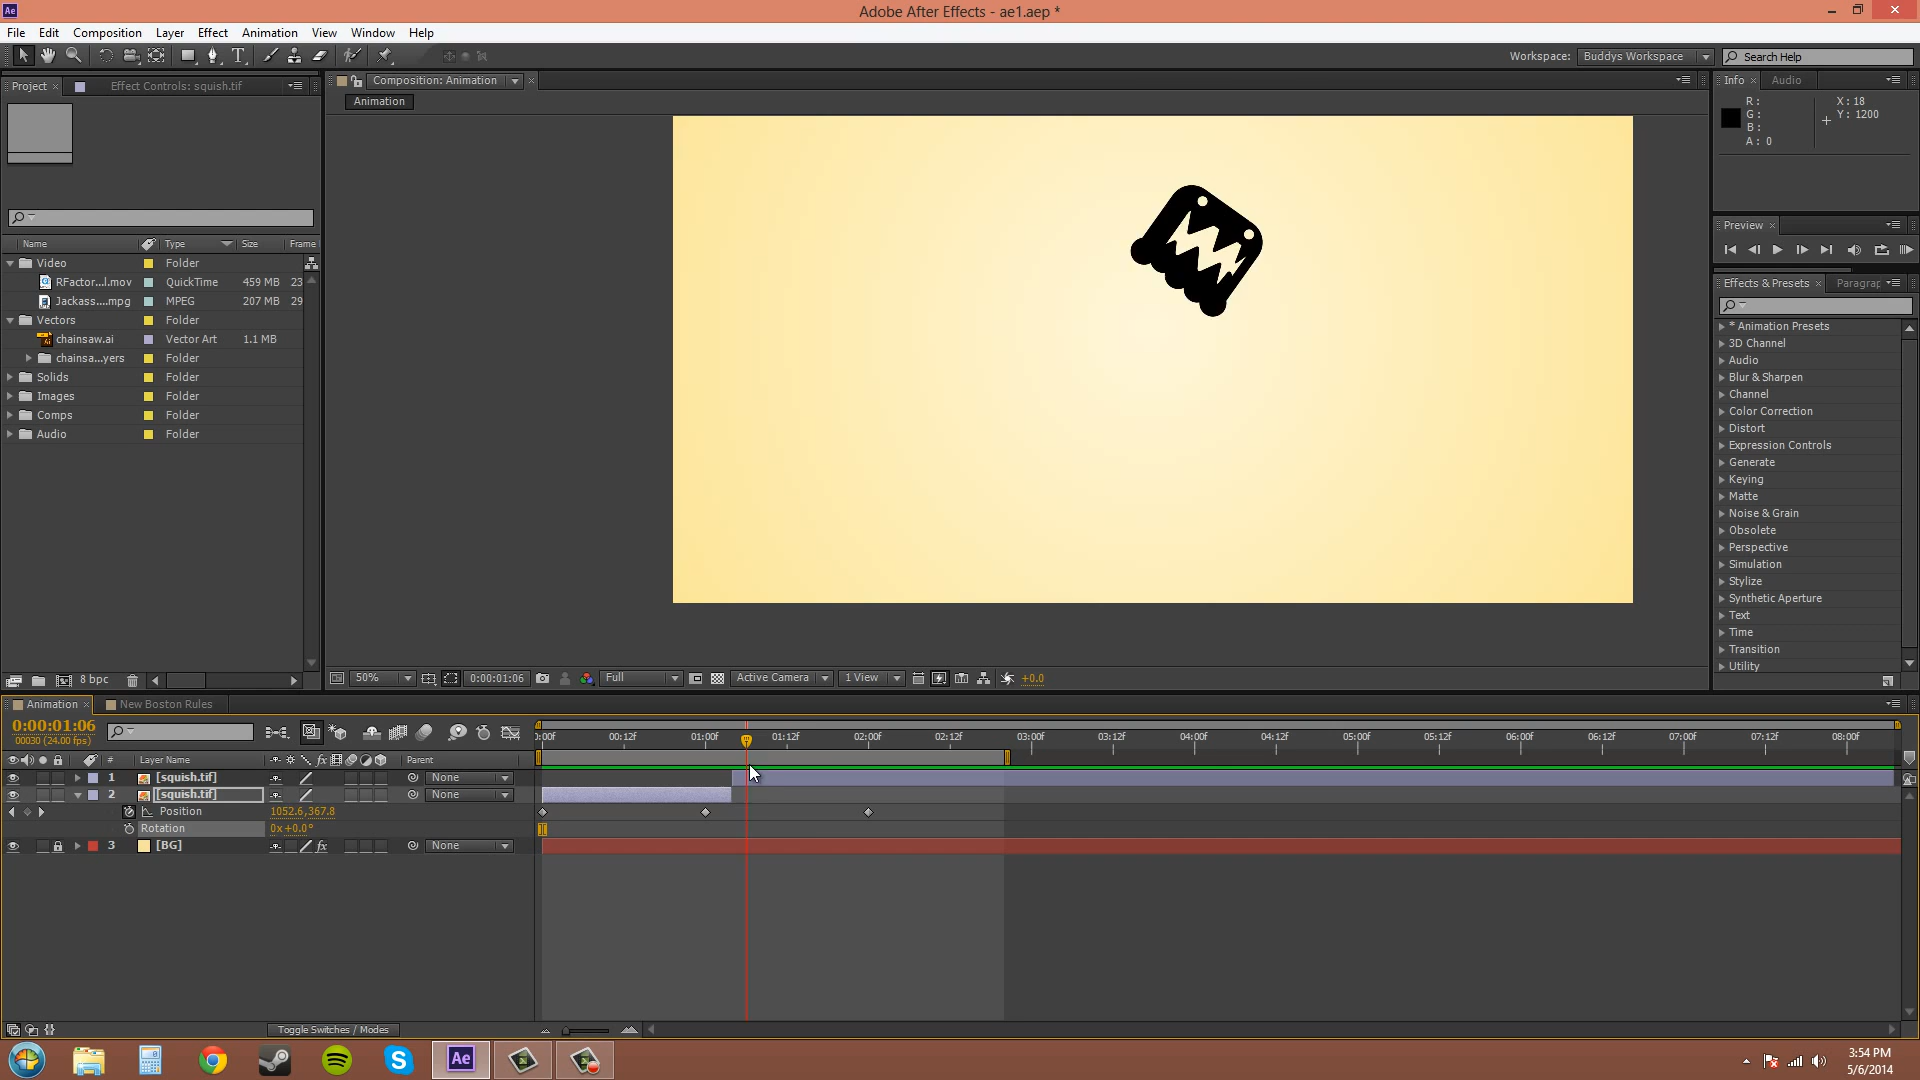 Adobe After Effects - ae1.aep *
File Edit Composition Layer Effect Animation View Window Help
Workspace: Buddys Workspace Search Help
Project Effect Controls: squish.tif
Composition: Animation
Animation
Info Audio
R: X: 18
G: Y: 1200
B:
A: 0
Preview
Name Type Size Frame
Video Folder
RFactor...l.mov QuickTime 459 MB 23
Jackass....mpg MPEG 207 MB 29
Vectors Folder
chainsaw.ai Vector Art 1.1 MB
chainsa...yers Folder
Solids Folder
Images Folder
Comps Folder
Audio Folder
Effects & Presets Paragrap
* Animation Presets
3D Channel
Audio
Blur & Sharpen
Channel
Color Correction
Distort
Expression Controls
Generate
Keying
Matte
Noise & Grain
Obsolete
Perspective
Simulation
Stylize
Synthetic Aperture
Text
Time
Transition
Utility
8 bpc
50% 0:00:01:06 Full Active Camera 1 View +0.0
Animation New Boston Rules
0:00:01:06
00030 (24.00 fps)
:00f 00:12f 01:00f 01:12f 02:00f 02:12f 03:00f 03:12f 04:00f 04:12f 05:00f 05:12f 06:00f 06:12f 07:00f 07:12f 08:00f
# Layer Name fx Parent
1 [squish.tif] None
2 [squish.tif] None
Position 1052.6,367.8
Rotation 0x+0.0°
3 [BG] fx None
Toggle Switches / Modes
Ae
3:54 PM
5/6/2014